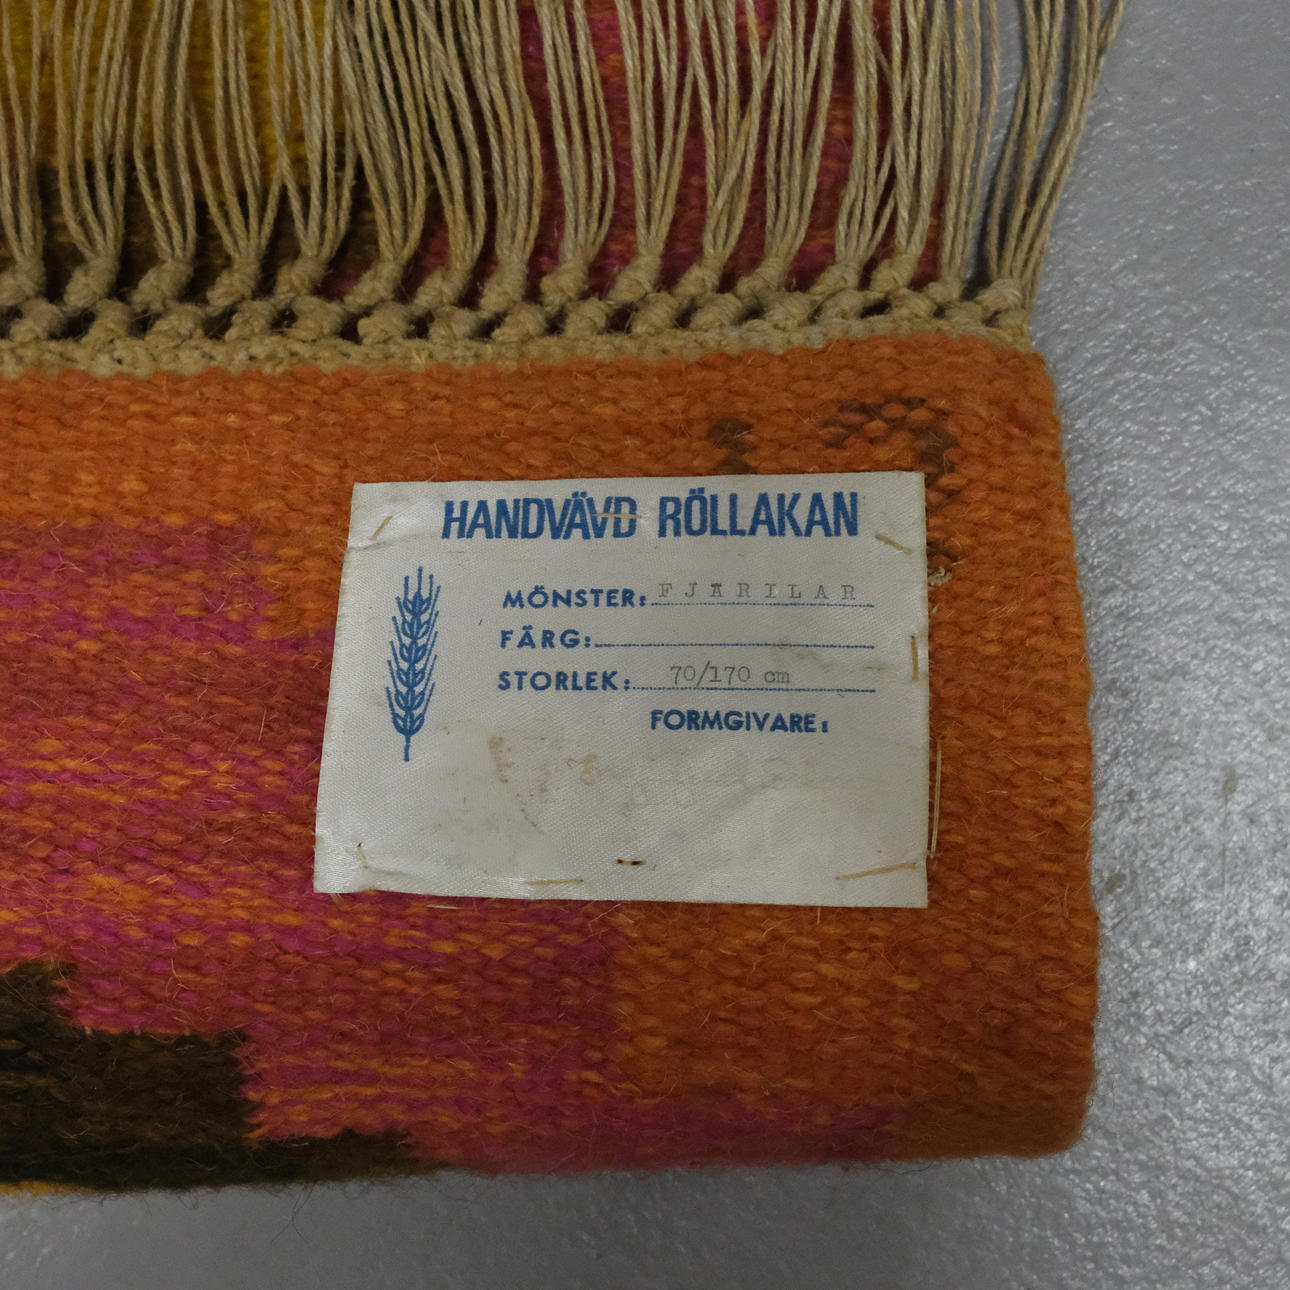 HANDVÄVD RÖLLAKAN
MÖNSTER: FJÄRILAR
FÄRG:
STORLEK: 70/170 cm
FORMGIVARE: